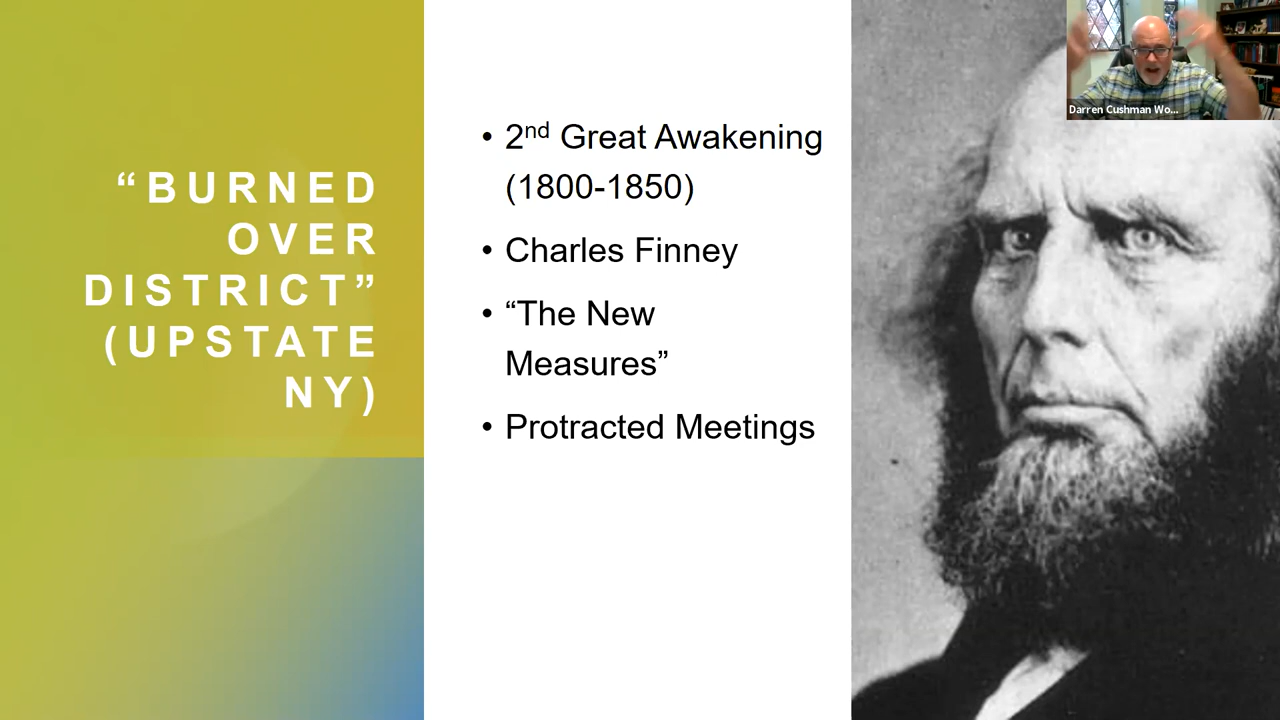 “BURNED
OVER
DISTRICT”
(UPSTATE
NY)
• 2nd Great Awakening
(1800-1850)
• Charles Finney
• “The New
Measures”
• Protracted Meetings
Darren Cushman Wo...